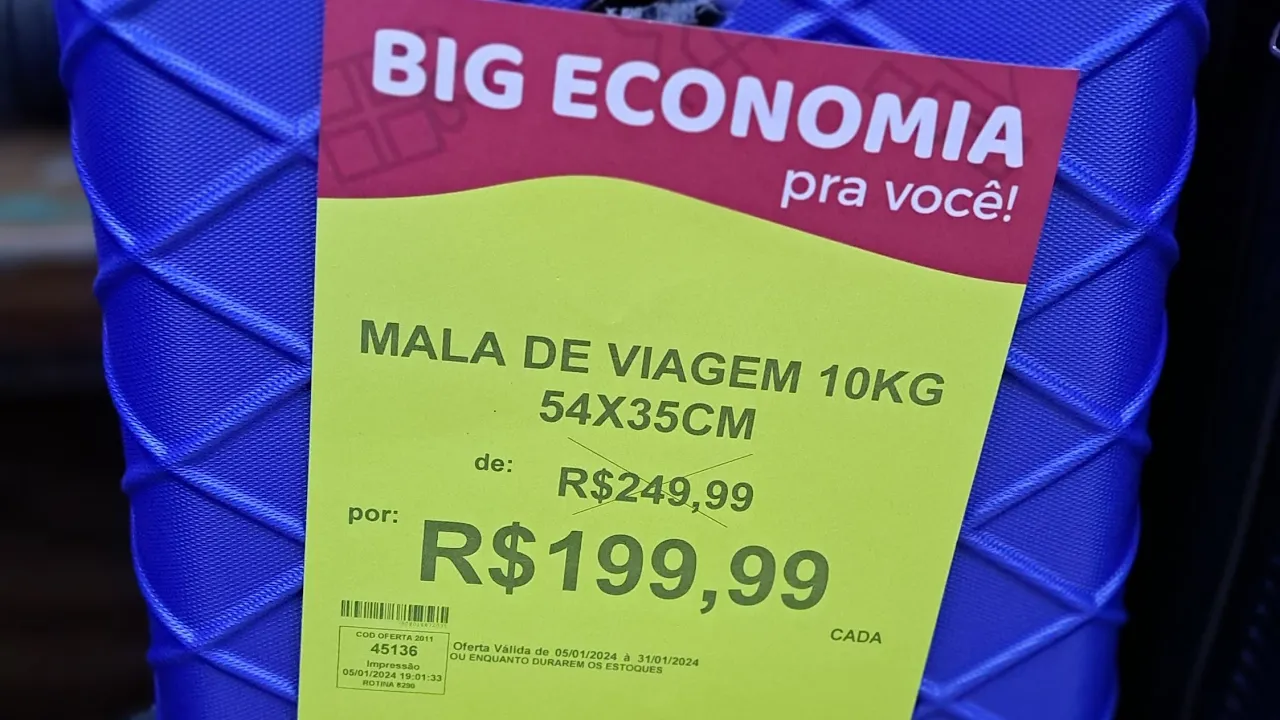 BIG ECONOMIA
pra você!
MALA DE VIAGEM 10KG
54X35CM
de: R$249,99
por: R$199,99
CADA
COD OFERTA 2011
45136
Impressão
05/01/2024 19:01:33
ROTINA 8290
Oferta Válida de 05/01/2024 à 31/01/2024
OU ENQUANTO DURAREM OS ESTOQUES